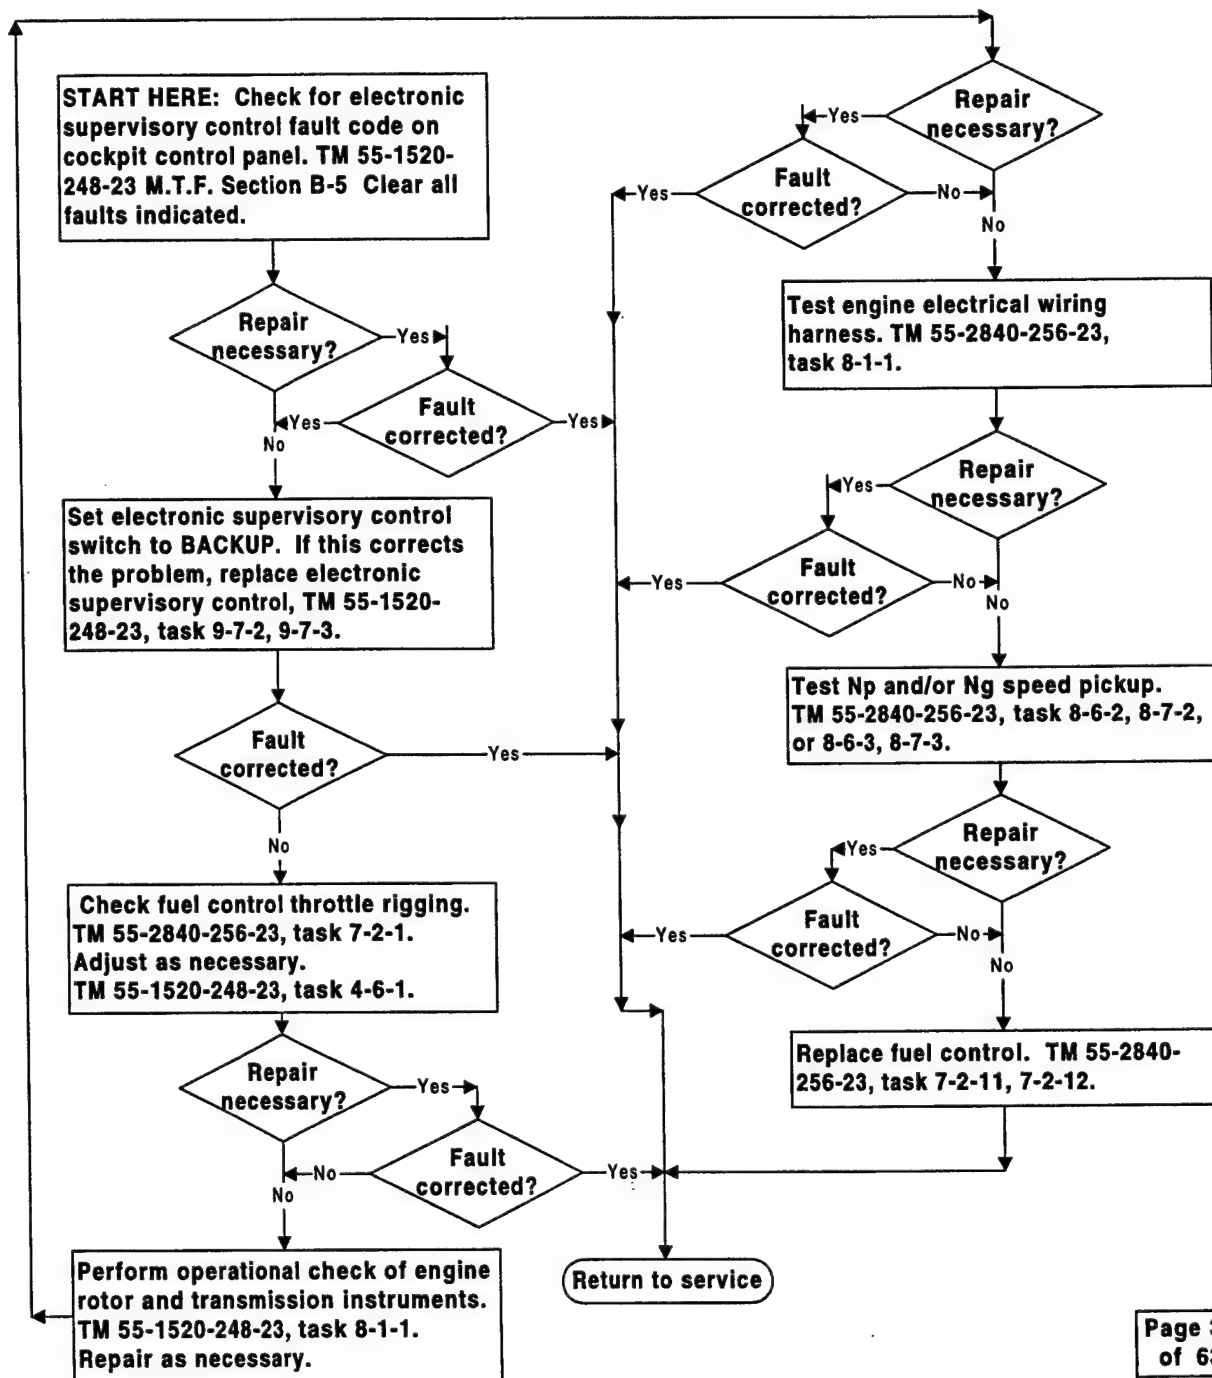 START HERE: Check for electronic
supervisory control fault code on
cockpit control panel. TM 55-1520-
248-23 M.T.F. Section B-5 Clear all
faults indicated.
Repair
necessary?
Yes
Fault
corrected?
Yes
Yes
No
Set electronic supervisory control
switch to BACKUP. If this corrects
the problem, replace electronic
supervisory control, TM 55-1520-
248-23, task 9-7-2, 9-7-3.
Fault
corrected?
Yes
No
Check fuel control throttle rigging.
TM 55-2840-256-23, task 7-2-1.
Adjust as necessary.
TM 55-1520-248-23, task 4-6-1.
Repair
necessary?
Yes
Fault
corrected?
No
Yes
No
Perform operational check of engine
rotor and transmission instruments.
TM 55-1520-248-23, task 8-1-1.
Repair as necessary.
Repair
necessary?
Yes
Fault
corrected?
Yes
No
No
Test engine electrical wiring
harness. TM 55-2840-256-23,
task 8-1-1.
Repair
necessary?
Yes
Fault
corrected?
Yes
No
No
Test Np and/or Ng speed pickup.
TM 55-2840-256-23, task 8-6-2, 8-7-2,
or 8-6-3, 8-7-3.
Repair
necessary?
Yes
Fault
corrected?
Yes
No
No
Replace fuel control. TM 55-2840-
256-23, task 7-2-11, 7-2-12.
Return to service
Page
of